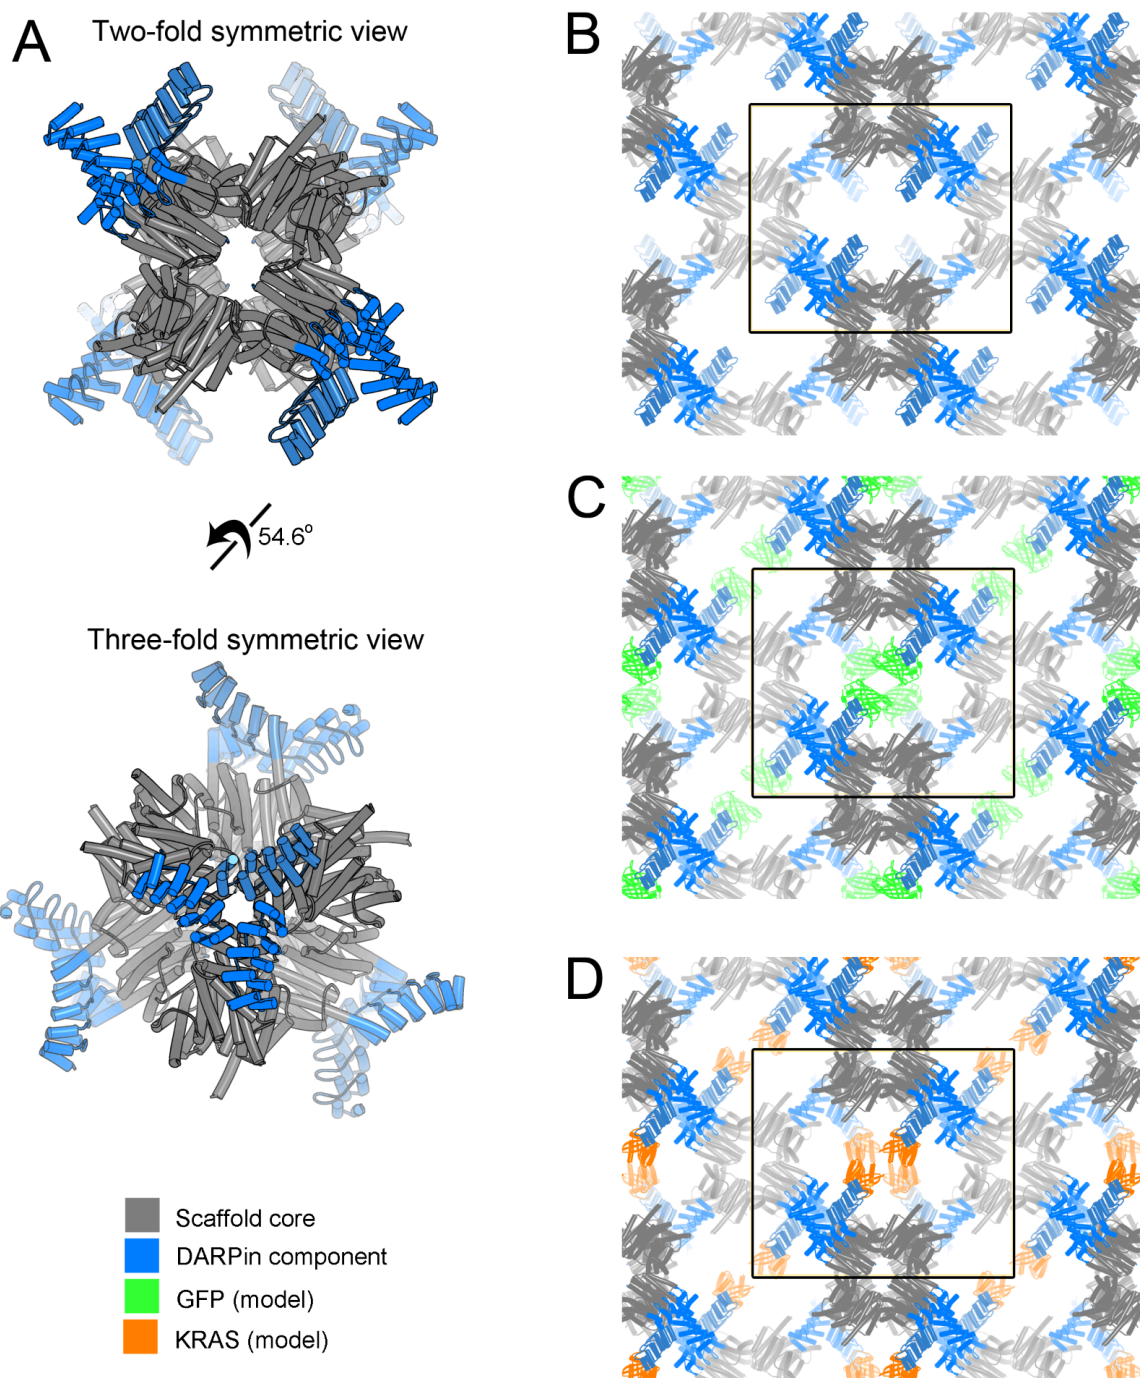 A
Two-fold symmetric view
54.6°
Three-fold symmetric view
Scaffold core
DARPin component
GFP (model)
KRAS (model)
B
C
D